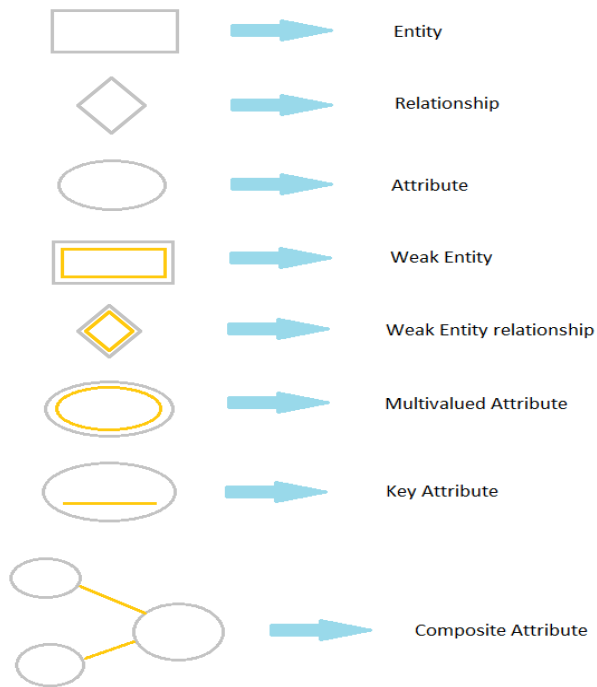 Entity
Relationship
Attribute
Weak Entity
Weak Entity relationship
Multivalued Attribute
Key Attribute
Composite Attribute